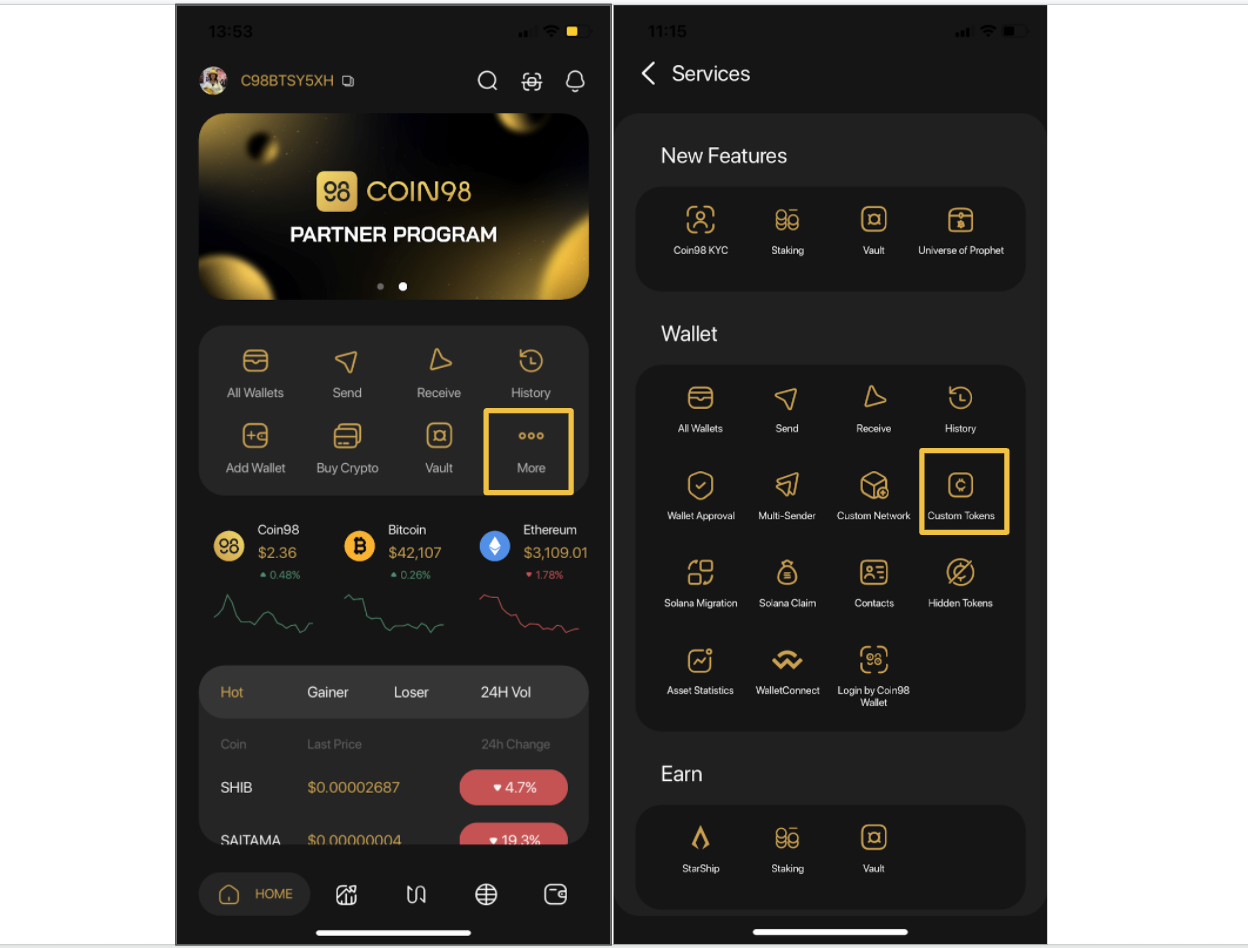 13:53
C98BTSY5XH
98 COIN98
PARTNER PROGRAM
All Wallets Send Receive History
Add Wallet Buy Crypto Vault More
98 Coin98 $2.36 0.48%
Bitcoin $42,107 0.26%
Ethereum $3,109.01 1.78%
Hot Gainer Loser 24H Vol
Coin Last Price 24h Change
SHIB $0.00002687 4.7%
SAITAMA $0.00000004 19.3%
HOME
11:15
Services
New Features
Coin98 KYC Staking Vault Universe of Prophet
Wallet
All Wallets Send Receive History
Wallet Approval Multi-Sender Custom Network Custom Tokens
Solana Migration Solana Claim Contacts Hidden Tokens
Asset Statistics WalletConnect Login by Coin98
Wallet
Earn
StarShip Staking Vault